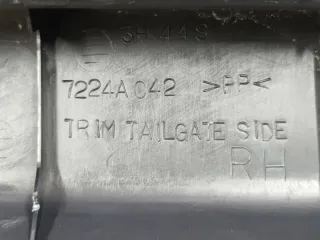 7224A042 >PP<
TRIM TAILGATE SIDE
RH